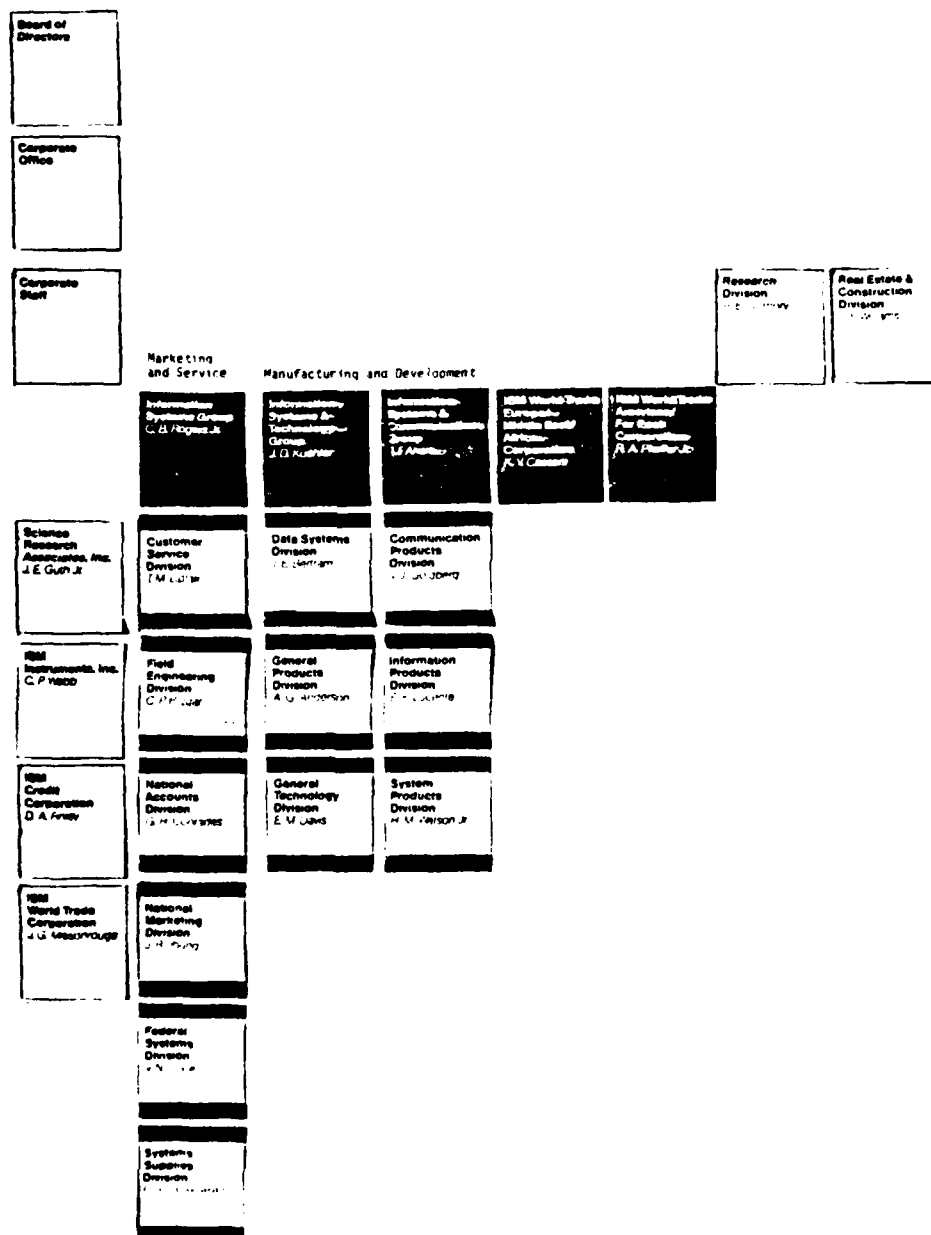 Board of
Directors
Corporate
Office
Corporate
Staff
Research
Division
Real Estate &
Construction
Division
Marketing
and Service
Manufacturing and Development
Information
Systems Group
C. B. Rogers Jr.
Information
Systems &
Technology
Group
J. D. Kuehler
Information
Systems &
Communications
Group
IBM World Trade
Europe/
Middle East/
Africa
Corporation
K. V. Cassani
IBM World Trade
Americas/
Far East
Corporation
R. A. Pfeiffer Jr.
Science
Research
Associates, Inc.
J. E. Guth Jr.
Customer
Service
Division
Data Systems
Division
Communication
Products
Division
IBM
Instruments, Inc.
Field
Engineering
Division
General
Products
Division
A. G. Anderson
Information
Products
Division
IBM
Credit
Corporation
National
Accounts
Division
G. H. Conrades
General
Technology
Division
E. M. Davis
System
Products
Division
IBM
World Trade
Corporation
J. G. Maisonrouge
National
Marketing
Division
Federal
Systems
Division
Systems
Supplies
Division